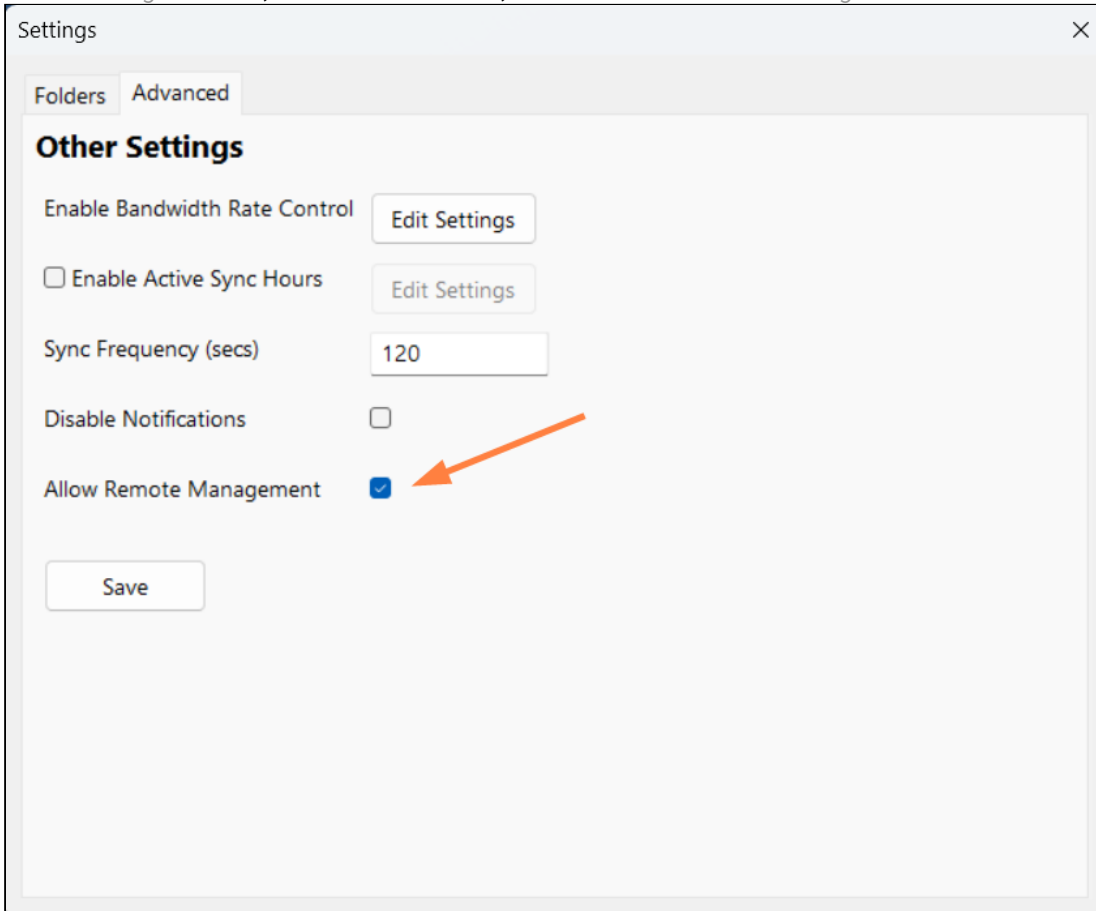 Settings
Folders Advanced
Other Settings
Enable Bandwidth Rate Control Edit Settings
Enable Active Sync Hours Edit Settings
Sync Frequency (secs) 120
Disable Notifications
Allow Remote Management
Save